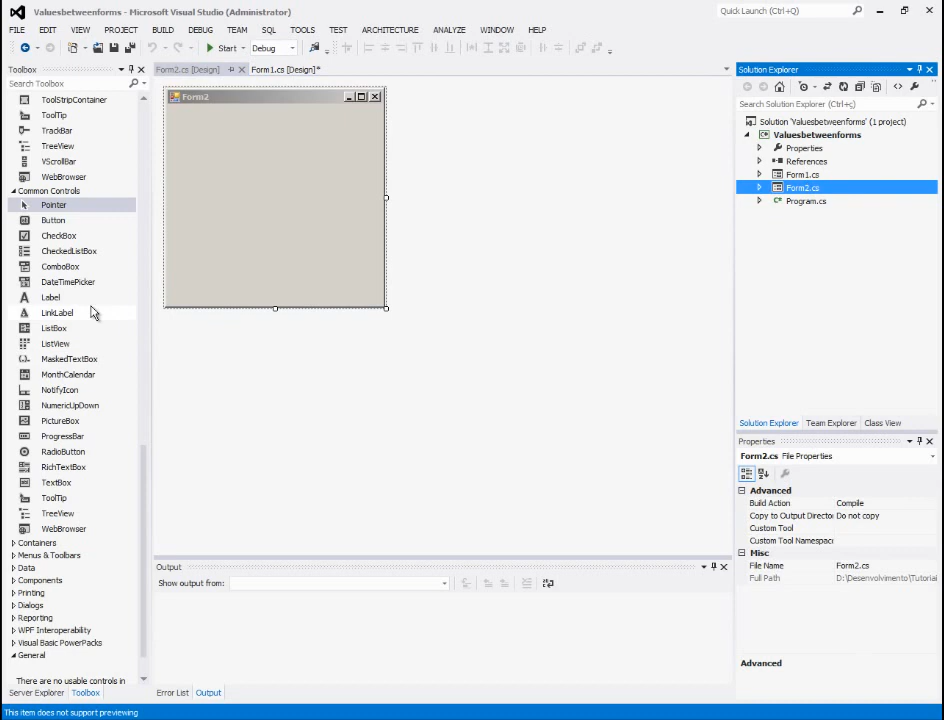 Valuesbetweenforms - Microsoft Visual Studio (Administrator)
Quick Launch (Ctrl+Q)
FILE EDIT VIEW PROJECT BUILD DEBUG TEAM SQL TOOLS TEST ARCHITECTURE ANALYZE WINDOW HELP
Start Debug
Toolbox
Search Toolbox
ToolStripContainer
ToolTip
TrackBar
TreeView
VScrollBar
WebBrowser
Common Controls
Pointer
Button
CheckBox
CheckedListBox
ComboBox
DateTimePicker
Label
LinkLabel
ListBox
ListView
MaskedTextBox
MonthCalendar
NotifyIcon
NumericUpDown
PictureBox
ProgressBar
RadioButton
RichTextBox
TextBox
ToolTip
TreeView
WebBrowser
Containers
Menus & Toolbars
Data
Components
Printing
Dialogs
Reporting
WPF Interoperability
Visual Basic PowerPacks
General
There are no usable controls in
Server Explorer Toolbox
Form2.cs [Design] Form1.cs [Design]*
Form2
Output
Show output from:
Error List Output
Solution Explorer
Search Solution Explorer (Ctrl+ç)
Solution 'Valuesbetweenforms' (1 project)
Valuesbetweenforms
Properties
References
Form1.cs
Form2.cs
Program.cs
Solution Explorer Team Explorer Class View
Properties
Form2.cs File Properties
Advanced
Build Action Compile
Copy to Output Director Do not copy
Custom Tool
Custom Tool Namespace
Misc
File Name Form2.cs
Full Path D:\Desenvolvimento\Tutoriai
Advanced
This item does not support previewing